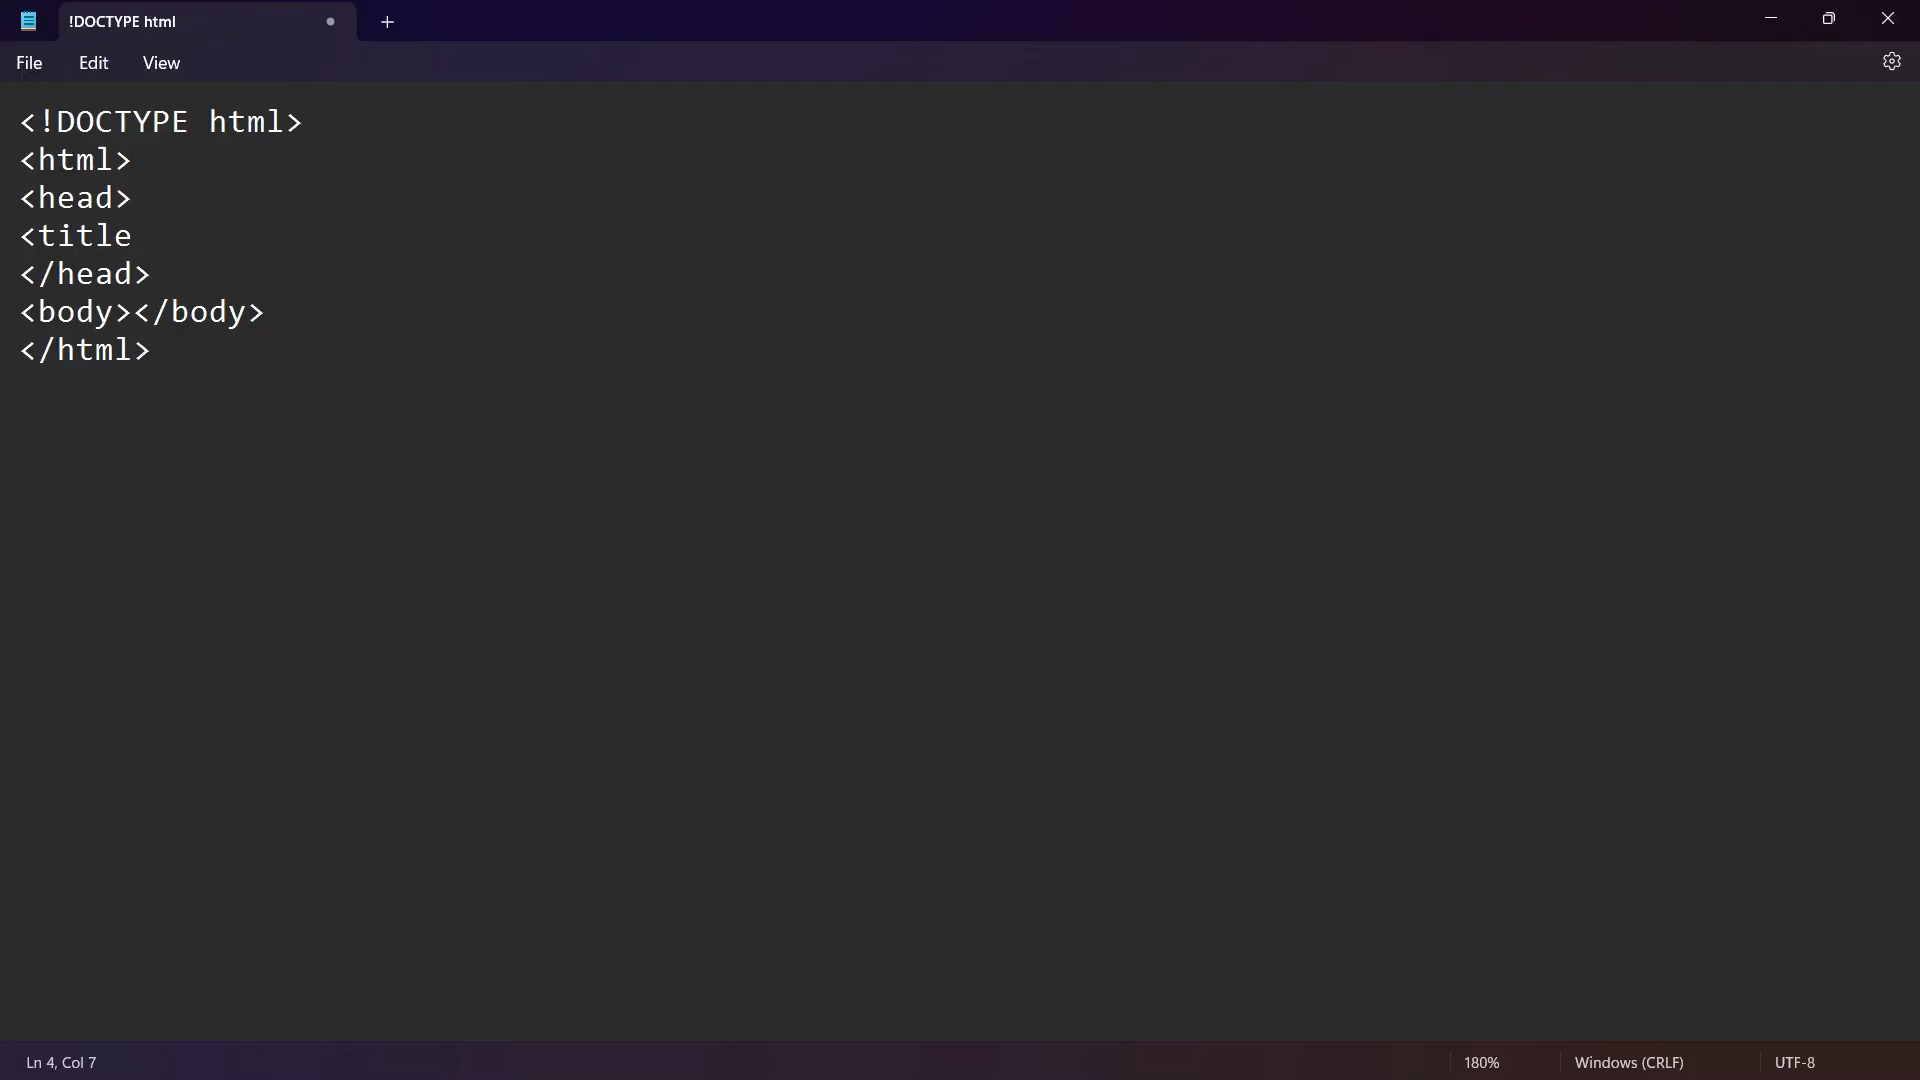 !DOCTYPE html
File Edit View
<!DOCTYPE html>
<html>
<head>
<title
</head>
<body></body>
</html>
Ln 4, Col 7 180% Windows (CRLF) UTF-8